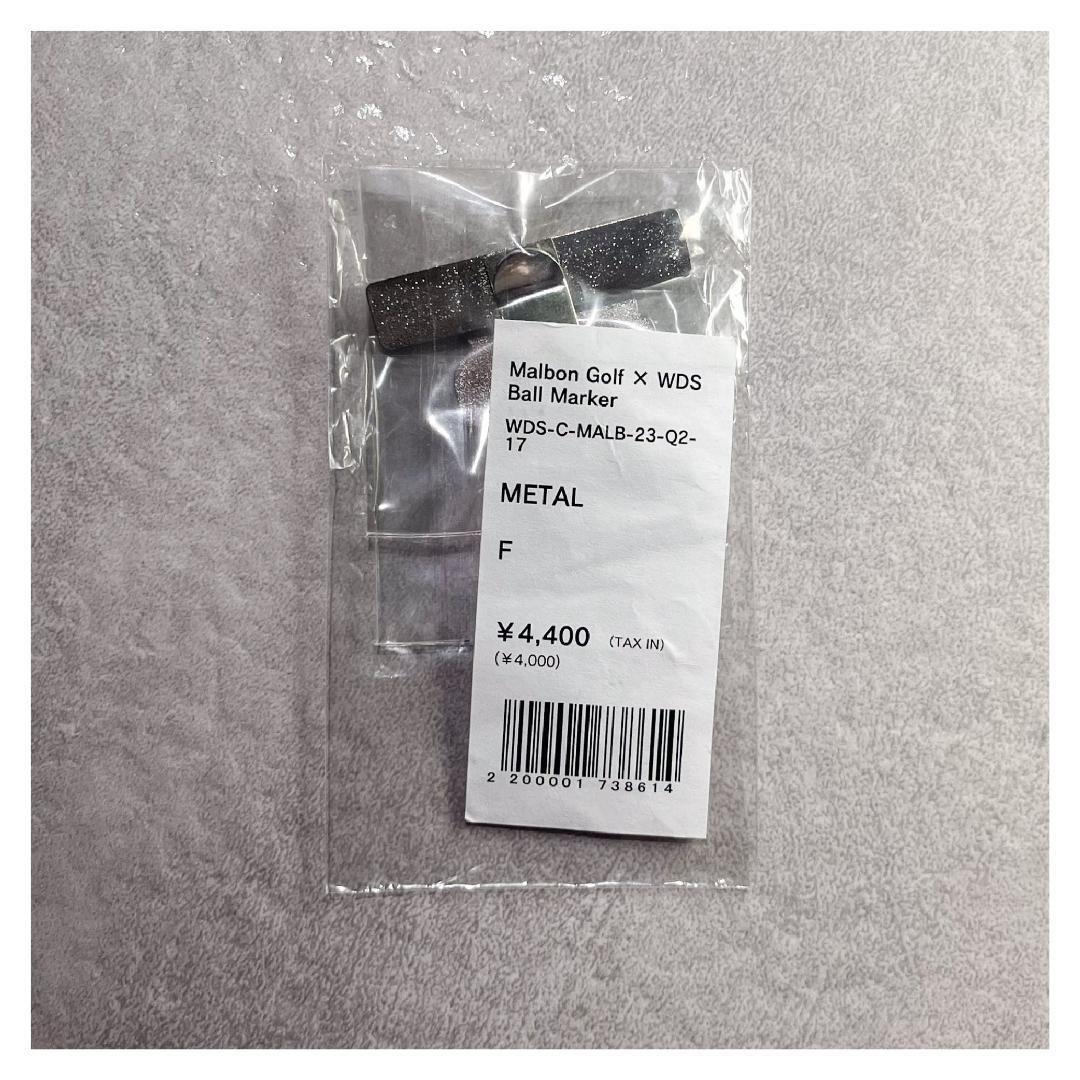 Malbon Golf × WDS
Ball Marker
WDS-C-MALB-23-Q2-
17
METAL
F
¥4,400 (TAX IN)
(¥4,000)
2 200001 738614